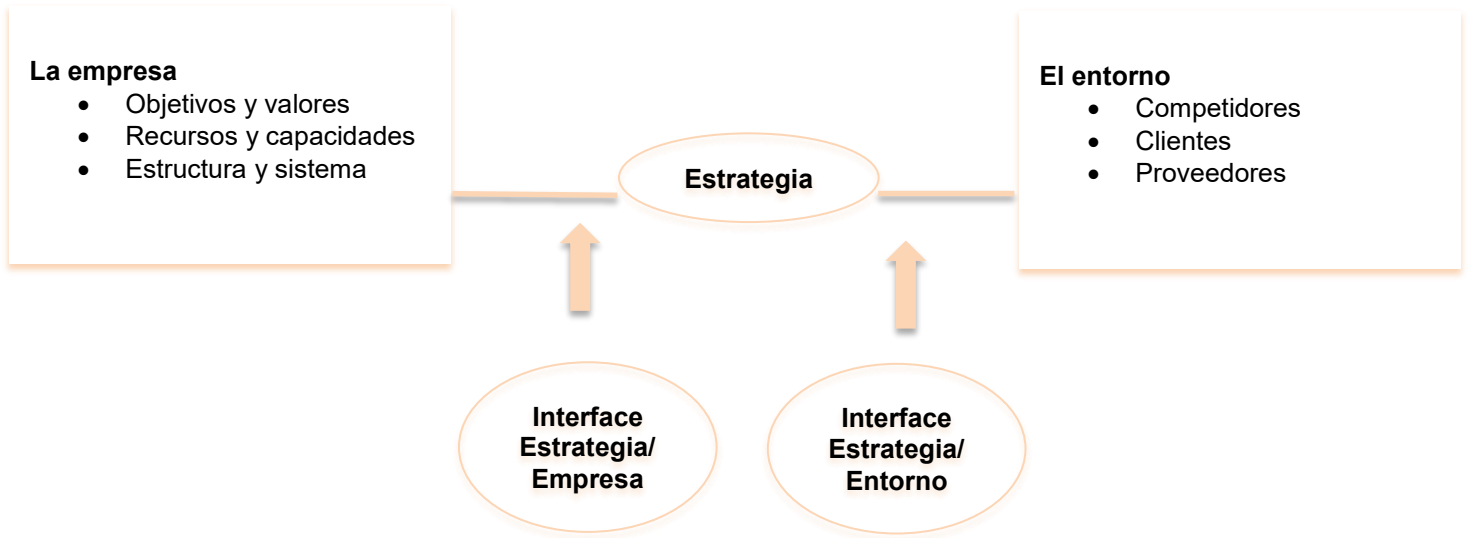 La empresa
• Objetivos y valores
• Recursos y capacidades
• Estructura y sistema
Estrategia
El entorno
• Competidores
• Clientes
• Proveedores
Interface
Estrategia/
Empresa
Interface
Estrategia/
Entorno